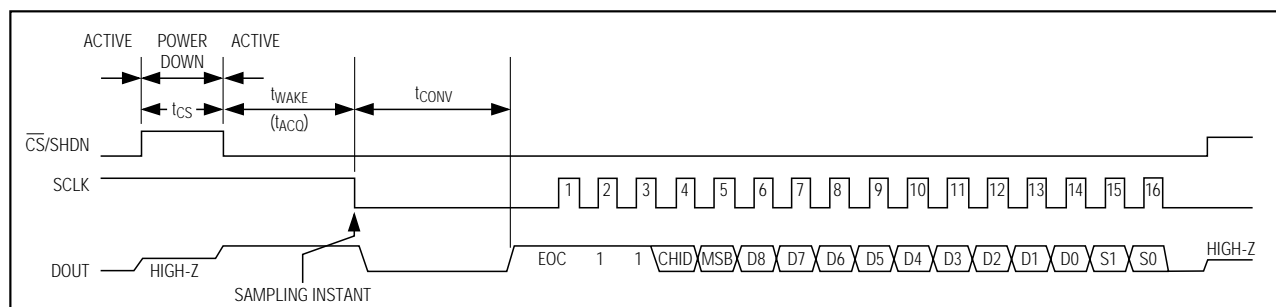 ACTIVE POWER DOWN ACTIVE
tCS tWAKE (tACQ) tCONV
CS/SHDN
SCLK 1 2 3 4 5 6 7 8 9 10 11 12 13 14 15 16
DOUT HIGH-Z EOC 1 1 CHID MSB D8 D7 D6 D5 D4 D3 D2 D1 D0 S1 S0 HIGH-Z
SAMPLING INSTANT